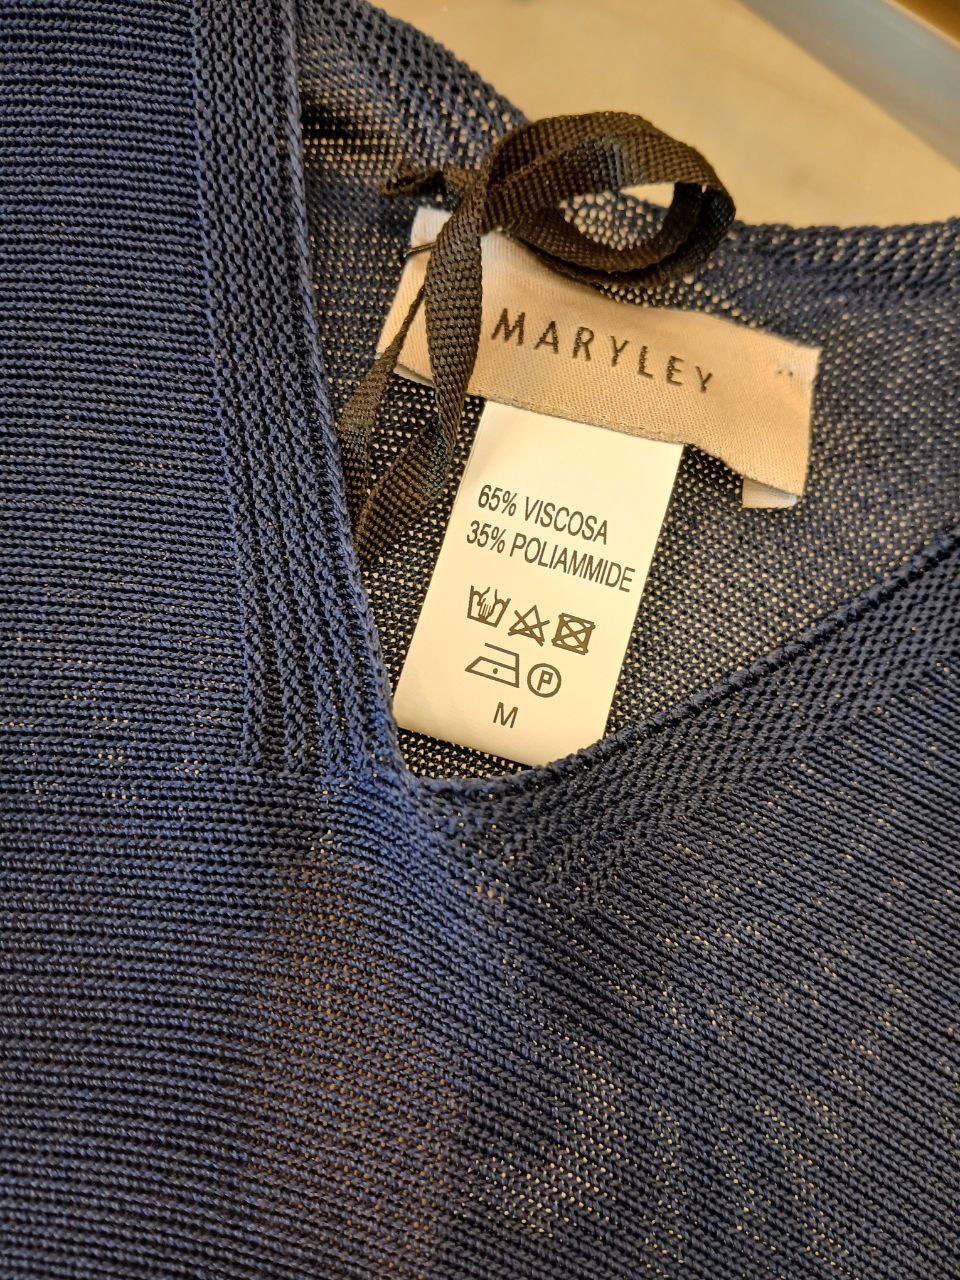 MARYLEY
65% VISCOSA
35% POLIAMMIDE
P
M